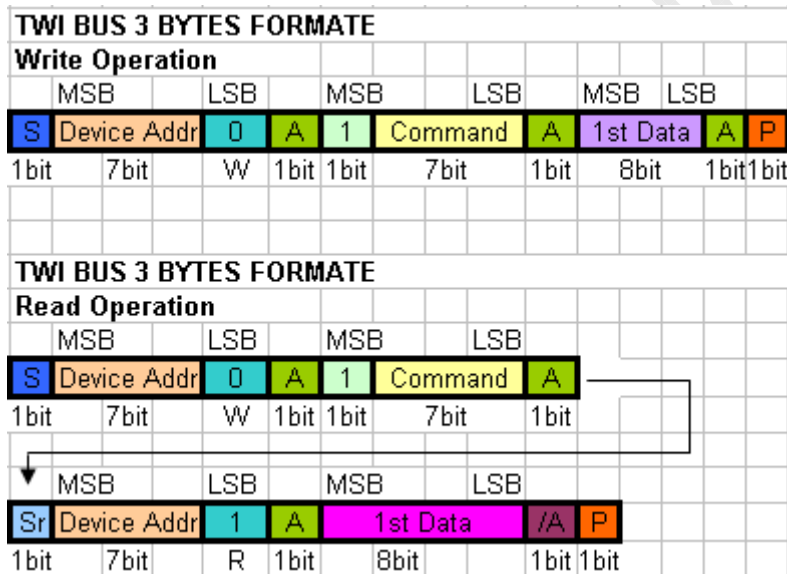 TWI BUS 3 BYTES FORMATE
Write Operation
MSB LSB MSB LSB MSB LSB
S Device Addr 0 A 1 Command A 1st Data A P
1bit 7bit W 1bit 1bit 7bit 1bit 8bit 1bit 1bit
TWI BUS 3 BYTES FORMATE
Read Operation
MSB LSB MSB LSB
S Device Addr 0 A 1 Command A
1bit 7bit W 1bit 1bit 7bit 1bit
MSB LSB MSB LSB
Sr Device Addr 1 A 1st Data /A P
1bit 7bit R 1bit 8bit 1bit 1bit